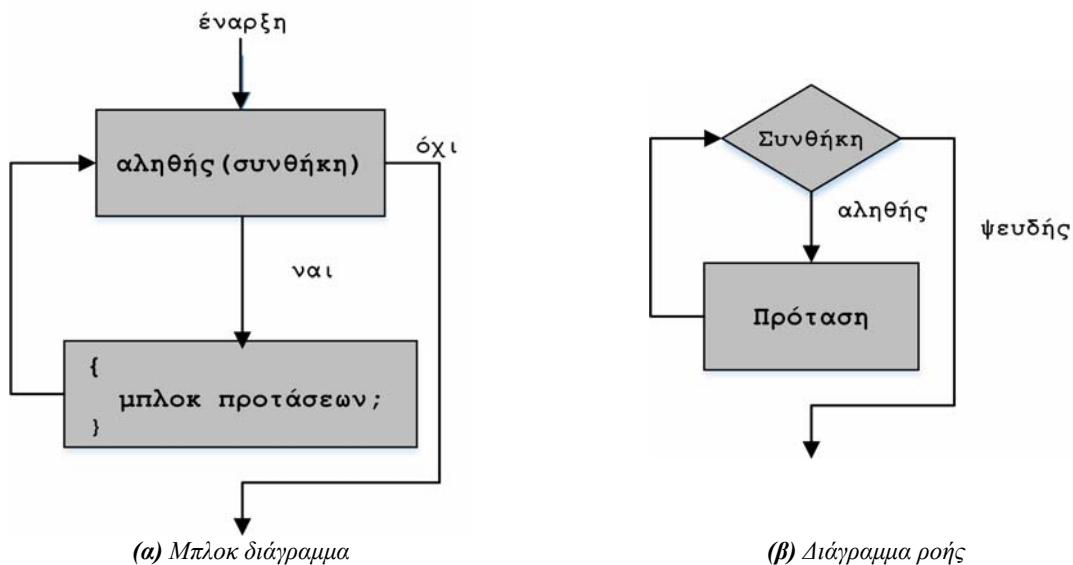 έναρξη
αληθής(συνθήκη)
όχι
ναι
{
μπλοκ προτάσεων;
}
(α) Μπλοκ διάγραμμα
Συνθήκη
αληθής
ψευδής
Πρόταση
(β) Διάγραμμα ροής